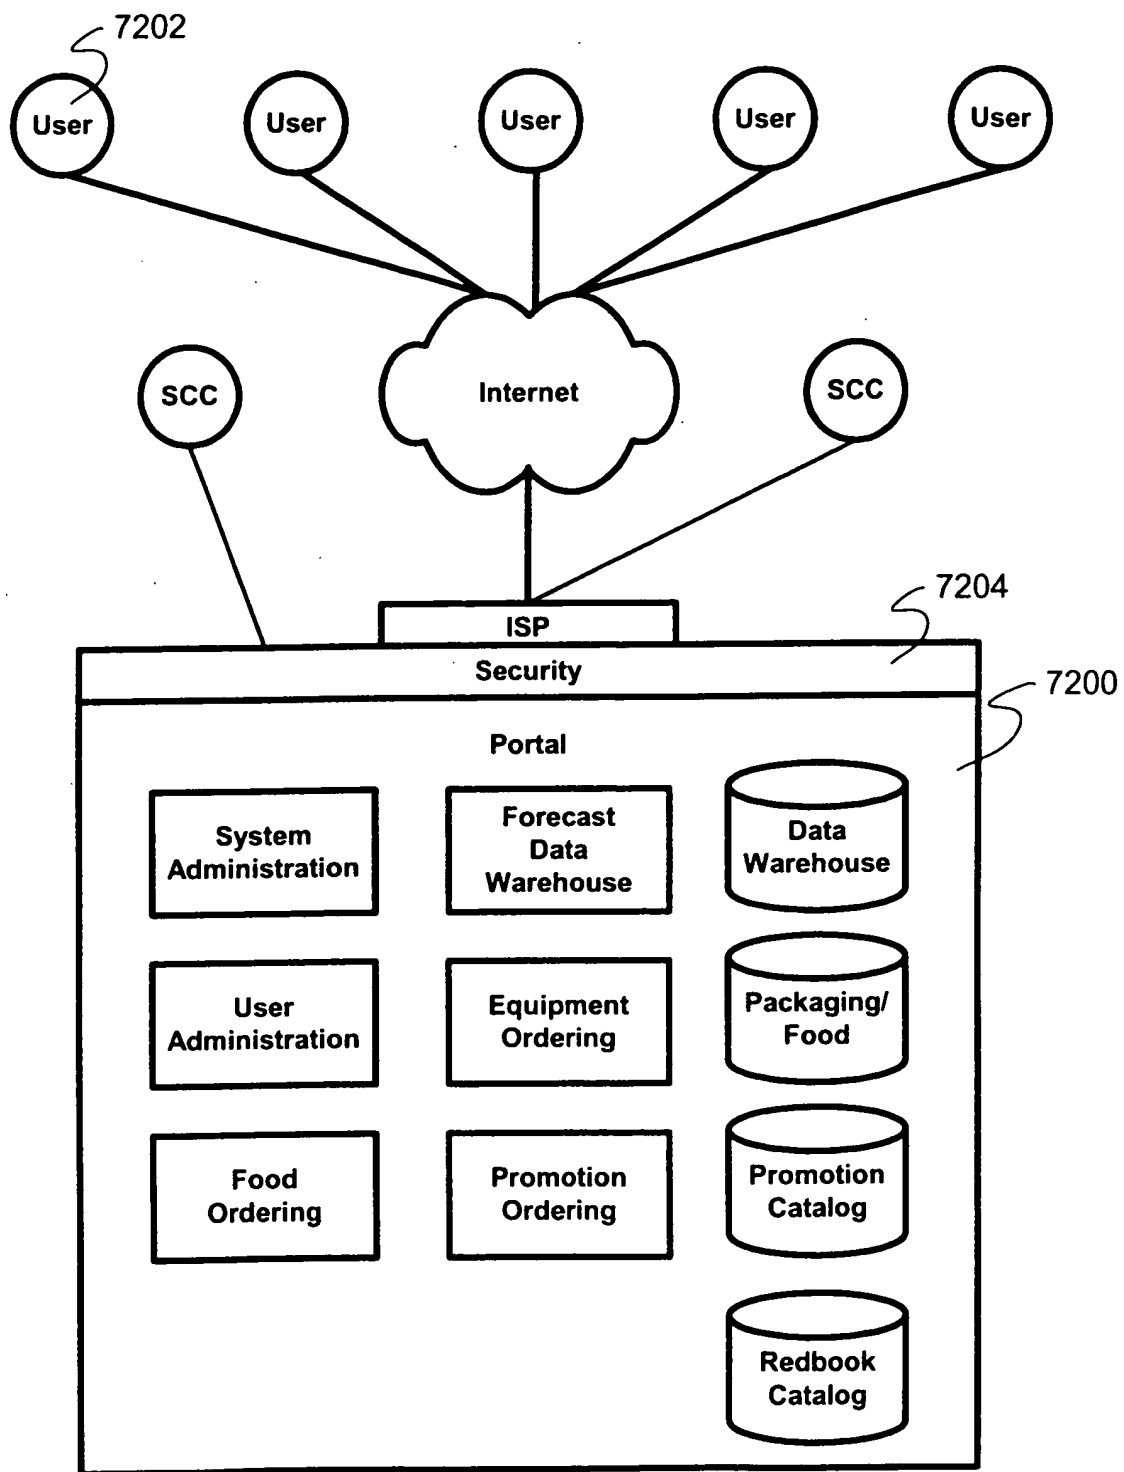 7202
User
User
User
User
User
SCC
Internet
SCC
7204
ISP
Security
7200
Portal
System
Administration
Forecast
Data
Warehouse
Data
Warehouse
User
Administration
Equipment
Ordering
Packaging/
Food
Food
Ordering
Promotion
Ordering
Promotion
Catalog
Redbook
Catalog